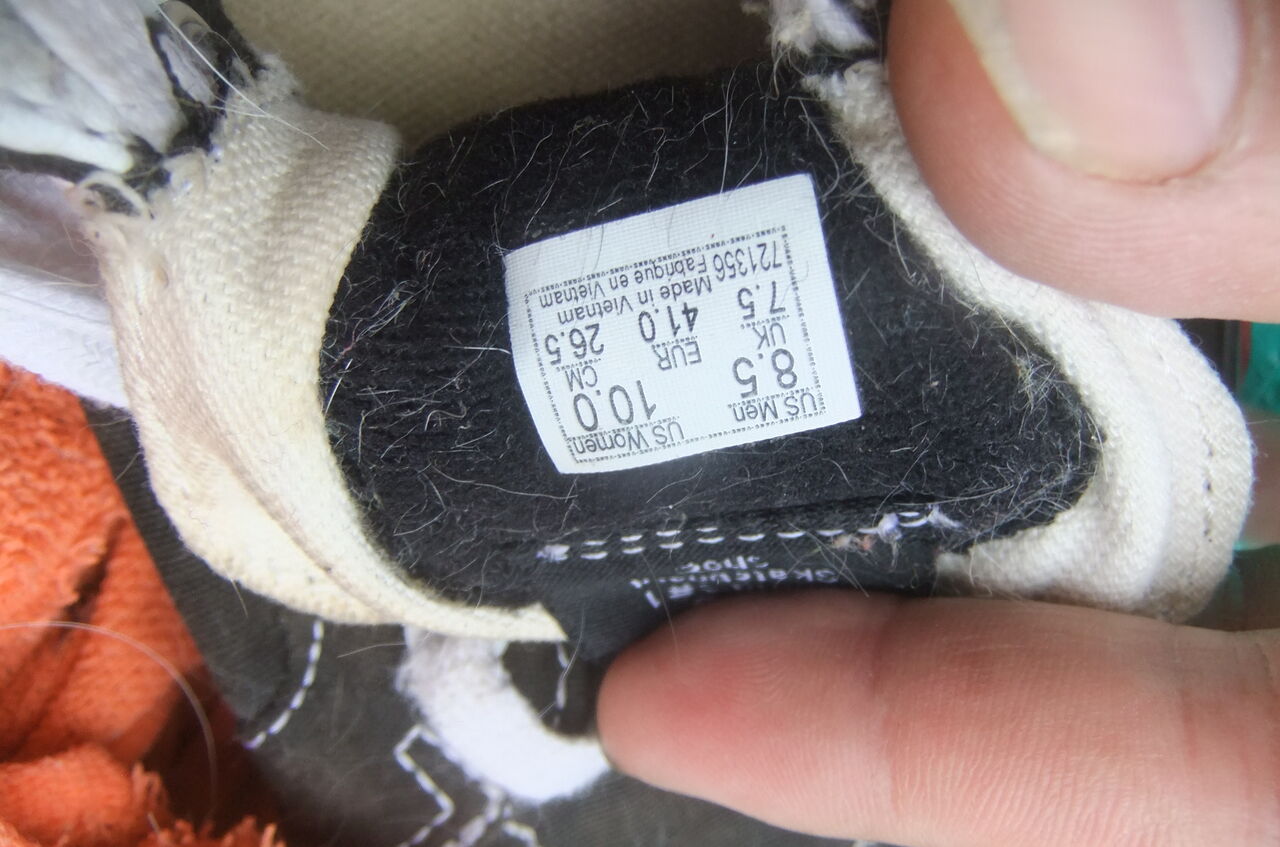 US Men US Women
8.5 10.0
UK EUR CM
7.5 41.0 26.5
Made in Vietnam
721356 Fabriqué en Vietnam
Skateboard